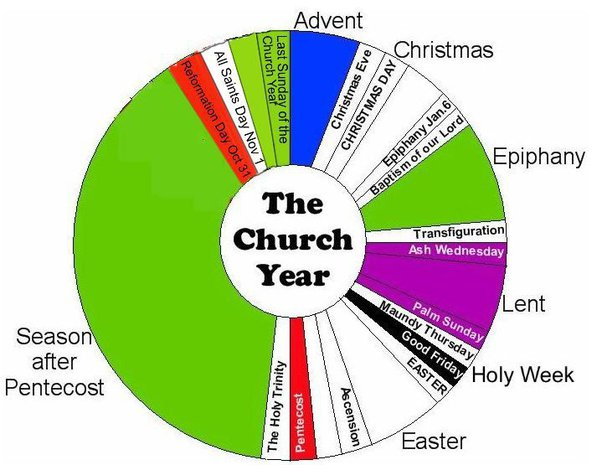 The
Church
Year
Advent
Christmas Eve
CHRISTMAS DAY
Christmas
Epiphany Jan.6
Baptism of our Lord
Epiphany
Transfiguration
Ash Wednesday
Lent
Palm Sunday
Maundy Thursday
Good Friday
Holy Week
EASTER
Easter
Ascension
Pentecost
The Holy Trinity
Season
after
Pentecost
Reformation Day Oct 31
All Saints Day Nov 1
Last Sunday of the
Church Year